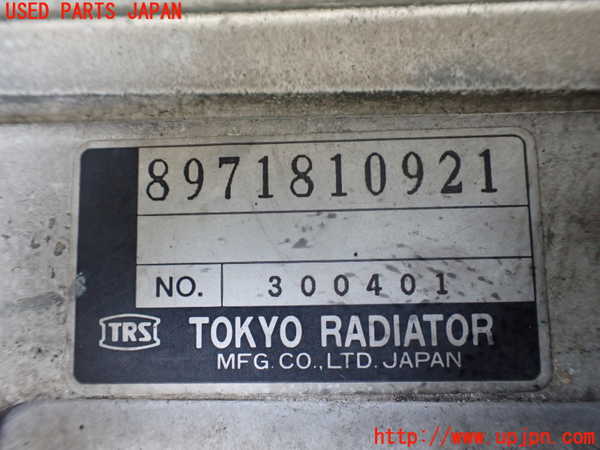 USED PARTS JAPAN
8971810921
NO. 300401
TRS TOKYO RADIATOR
MFG.CO.,LTD.JAPAN
http://www.upjpn.com